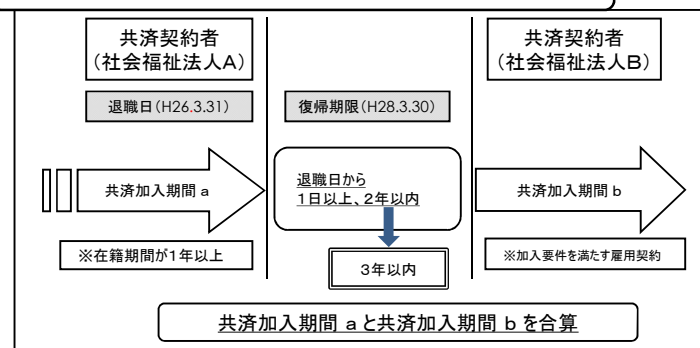 共済契約者
(社会福祉法人A)
共済契約者
(社会福祉法人B)
退職日(H26.3.31)
復帰期限(H28.3.30)
共済加入期間 a
退職日から
1日以上、2年以内
共済加入期間 b
※在籍期間が1年以上
3年以内
※加入要件を満たす雇用契約
共済加入期間 a と共済加入期間 b を合算